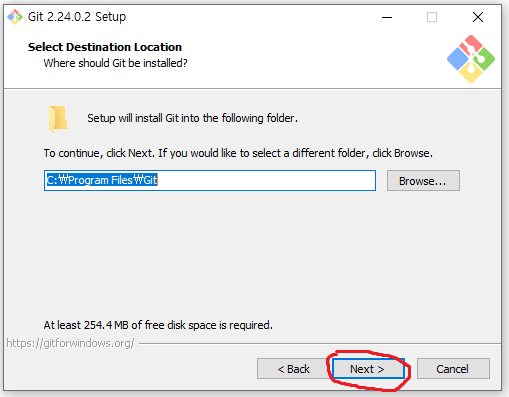 Git 2.24.0.2 Setup
Select Destination Location
Where should Git be installed?
Setup will install Git into the following folder.
To continue, click Next. If you would like to select a different folder, click Browse.
C:₩Program Files₩Git
Browse...
At least 254.4 MB of free disk space is required.
https://gitforwindows.org/
< Back
Next >
Cancel